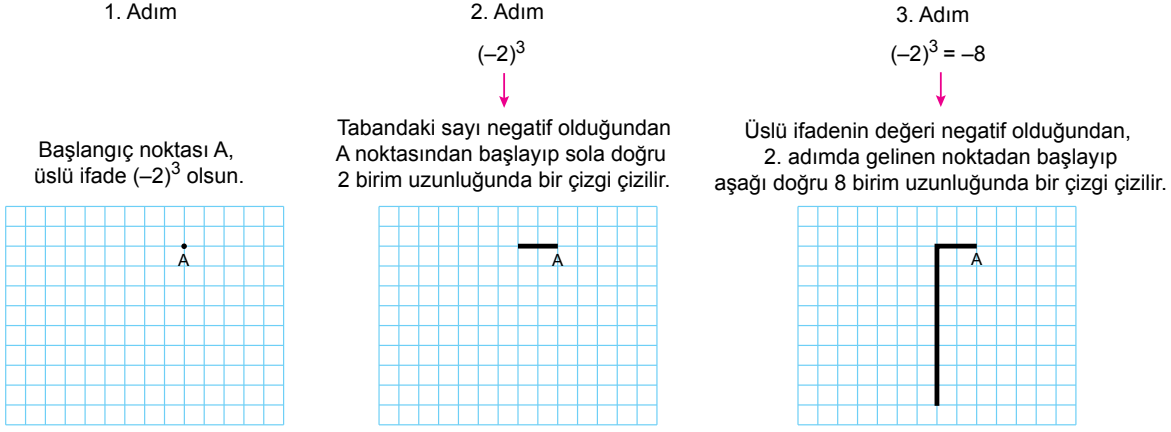 1. Adım
Başlangıç noktası A,
üslü ifade (–2)³ olsun.
A
2. Adım
(–2)³
Tabandaki sayı negatif olduğundan
A noktasından başlayıp sola doğru
2 birim uzunluğunda bir çizgi çizilir.
A
3. Adım
(–2)³ = –8
Üslü ifadenin değeri negatif olduğundan,
2. adımda gelinen noktadan başlayıp
aşağı doğru 8 birim uzunluğunda bir çizgi çizilir.
A